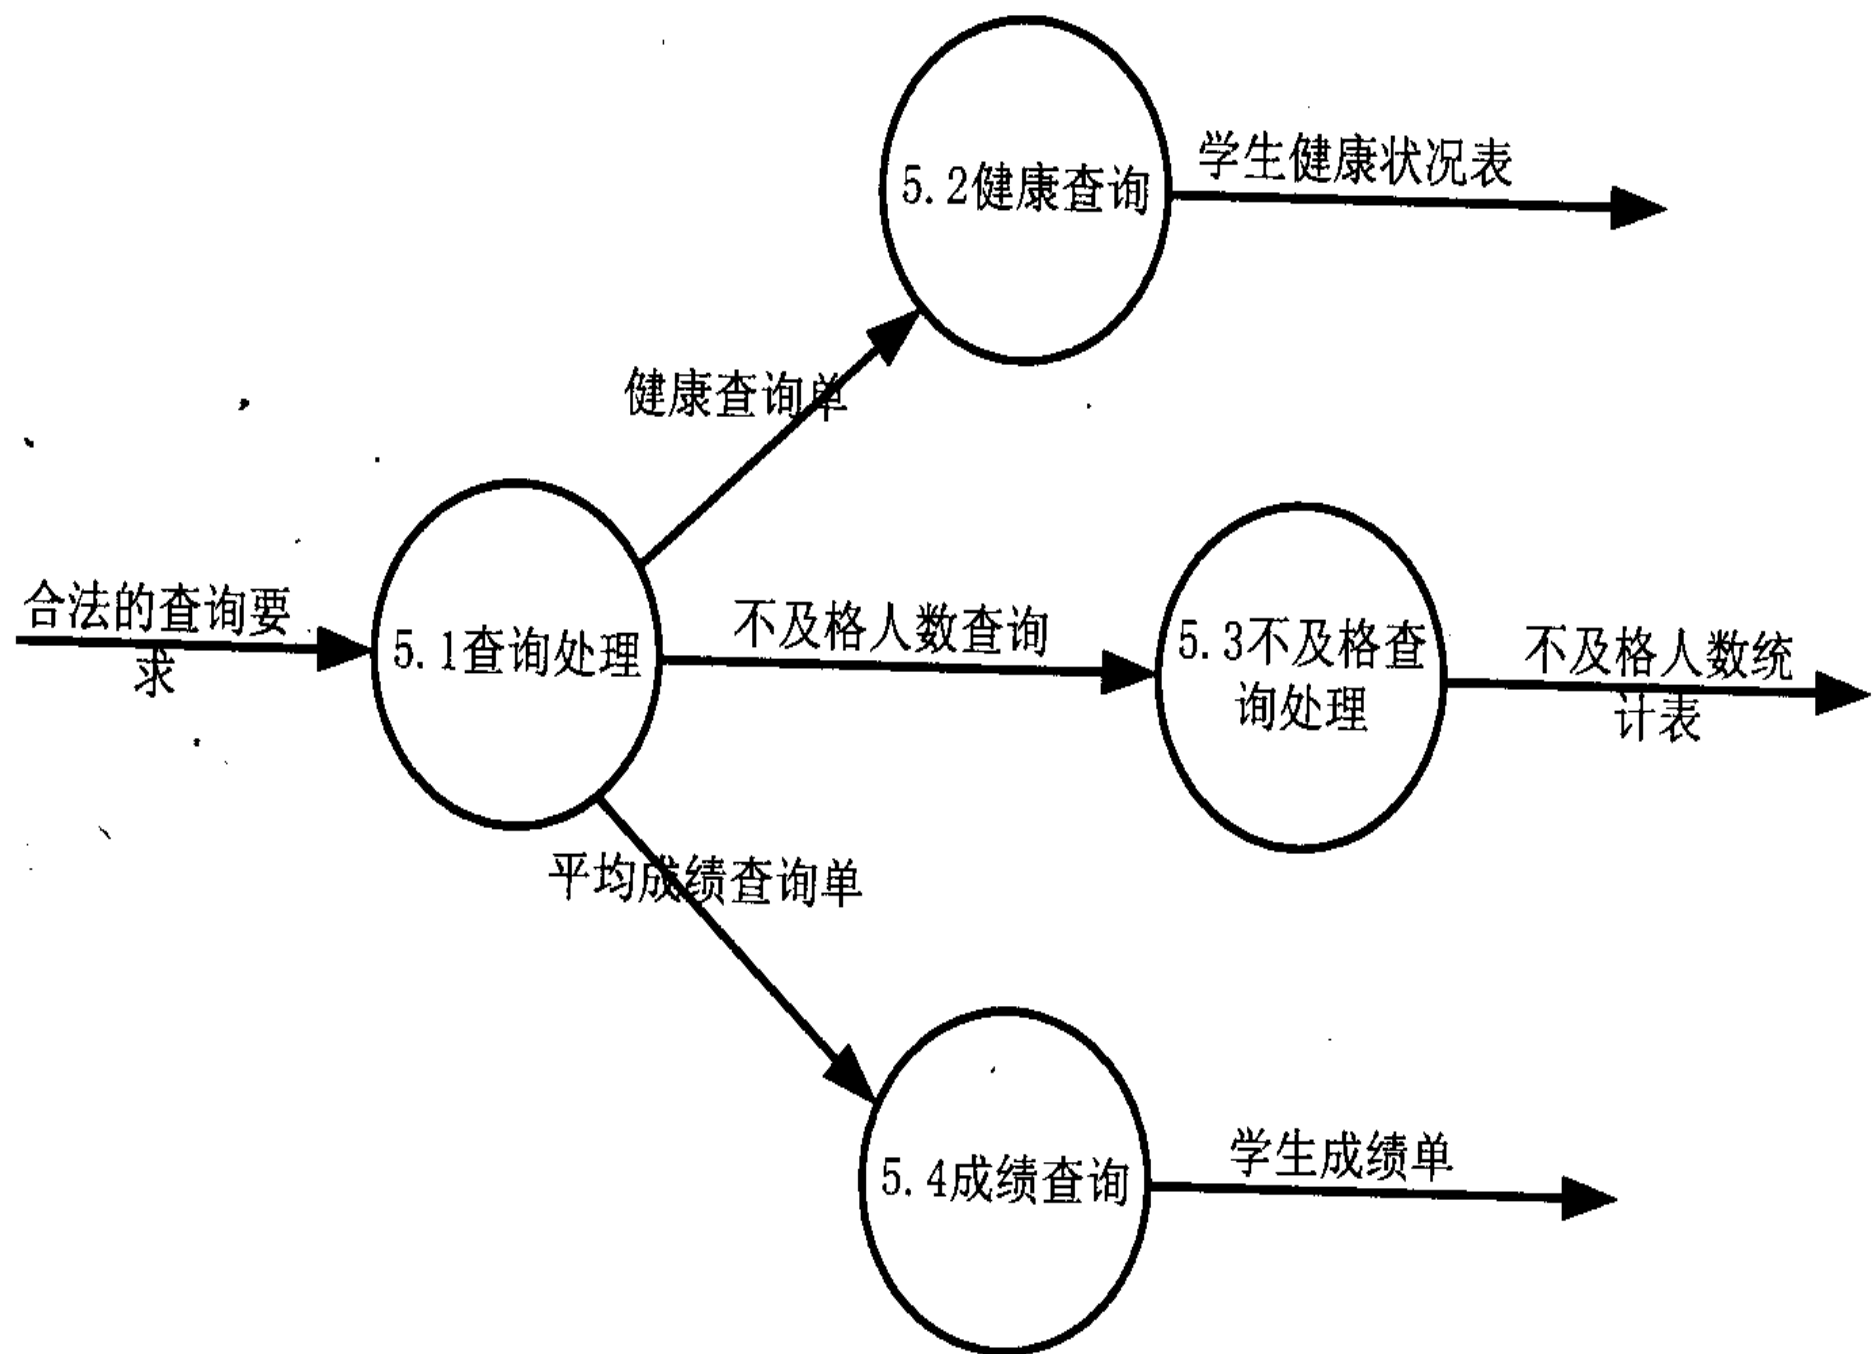 5.2健康查询
学生健康状况表
健康查询单
合法的查询要
求
5.1查询处理
不及格人数查询
5.3不及格查
询处理
不及格人数统
计表
平均成绩查询单
5.4成绩查询
学生成绩单